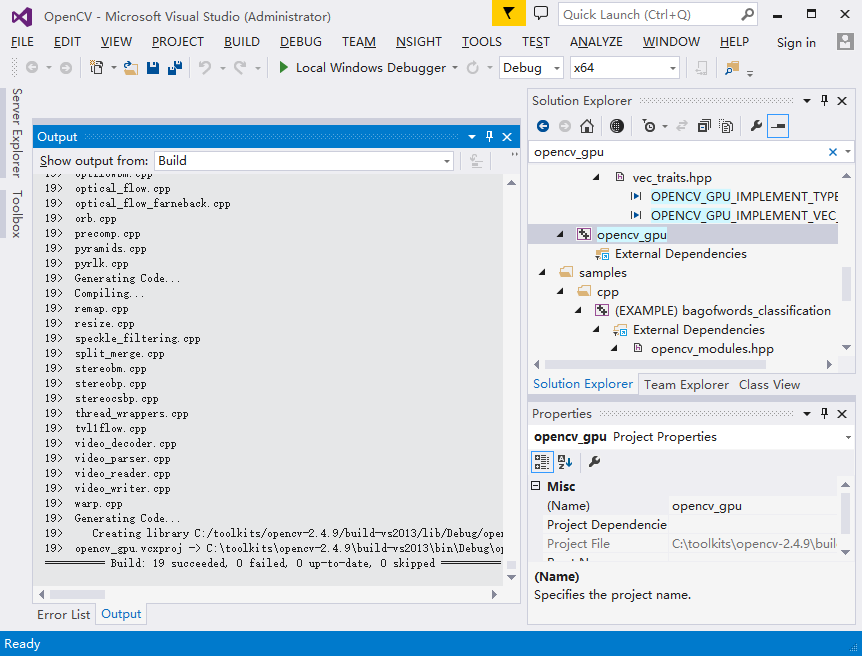 OpenCV - Microsoft Visual Studio (Administrator)
Quick Launch (Ctrl+Q)
FILE EDIT VIEW PROJECT BUILD DEBUG TEAM NSIGHT TOOLS TEST ANALYZE WINDOW HELP Sign in
Local Windows Debugger Debug x64
Server Explorer
Toolbox
Output
Show output from: Build
19> optflowbm.cpp
19> optical_flow.cpp
19> optical_flow_farneback.cpp
19> orb.cpp
19> precomp.cpp
19> pyramids.cpp
19> pyrlk.cpp
19> Generating Code...
19> Compiling...
19> remap.cpp
19> resize.cpp
19> speckle_filtering.cpp
19> split_merge.cpp
19> stereobm.cpp
19> stereobp.cpp
19> stereocsbp.cpp
19> thread_wrappers.cpp
19> tvl1flow.cpp
19> video_decoder.cpp
19> video_parser.cpp
19> video_reader.cpp
19> video_writer.cpp
19> warp.cpp
19> Generating Code...
19> Creating library C:/toolkits/opencv-2.4.9/build-vs2013/lib/Debug/open
19> opencv_gpu.vcxproj -> C:\toolkits\opencv-2.4.9\build-vs2013\bin\Debug\op
========== Build: 19 succeeded, 0 failed, 0 up-to-date, 0 skipped ==========
Error List Output
Solution Explorer
opencv_gpu
vec_traits.hpp
OPENCV_GPU_IMPLEMENT_TYPE
OPENCV_GPU_IMPLEMENT_VEC_
opencv_gpu
External Dependencies
samples
cpp
(EXAMPLE) bagofwords_classification
External Dependencies
opencv_modules.hpp
Solution Explorer Team Explorer Class View
Properties
opencv_gpu Project Properties
Misc
(Name) opencv_gpu
Project Dependencie
Project File C:\toolkits\opencv-2.4.9\buil
(Name)
Specifies the project name.
Ready